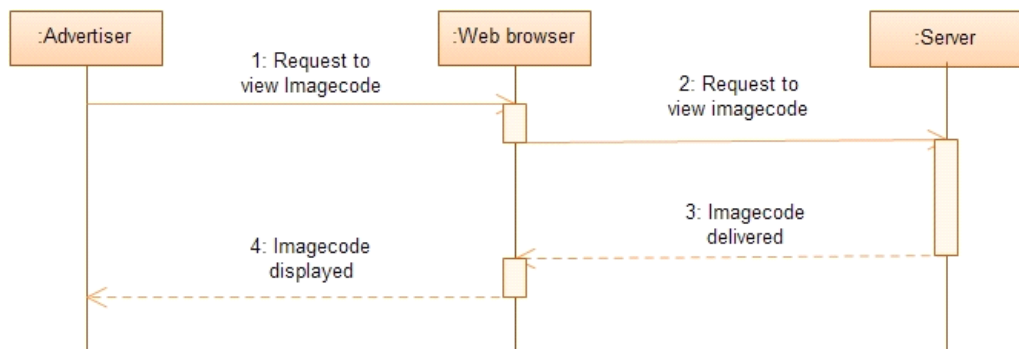 :Advertiser
:Web browser
:Server
1: Request to
view Imagecode
2: Request to
view imagecode
3: Imagecode
delivered
4: Imagecode
displayed